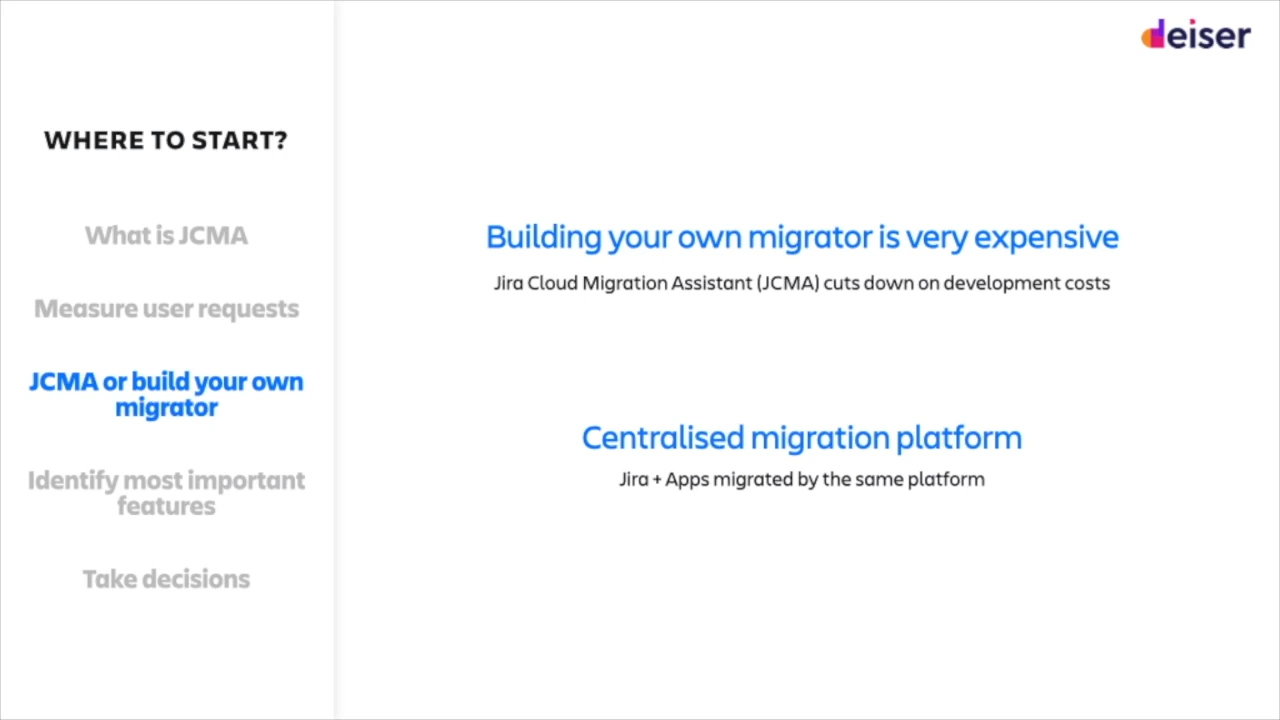 deiser
WHERE TO START?
What is JCMA
Measure user requests
JCMA or build your own
migrator
Identify most important
features
Take decisions
Building your own migrator is very expensive
Jira Cloud Migration Assistant (JCMA) cuts down on development costs
Centralised migration platform
Jira + Apps migrated by the same platform